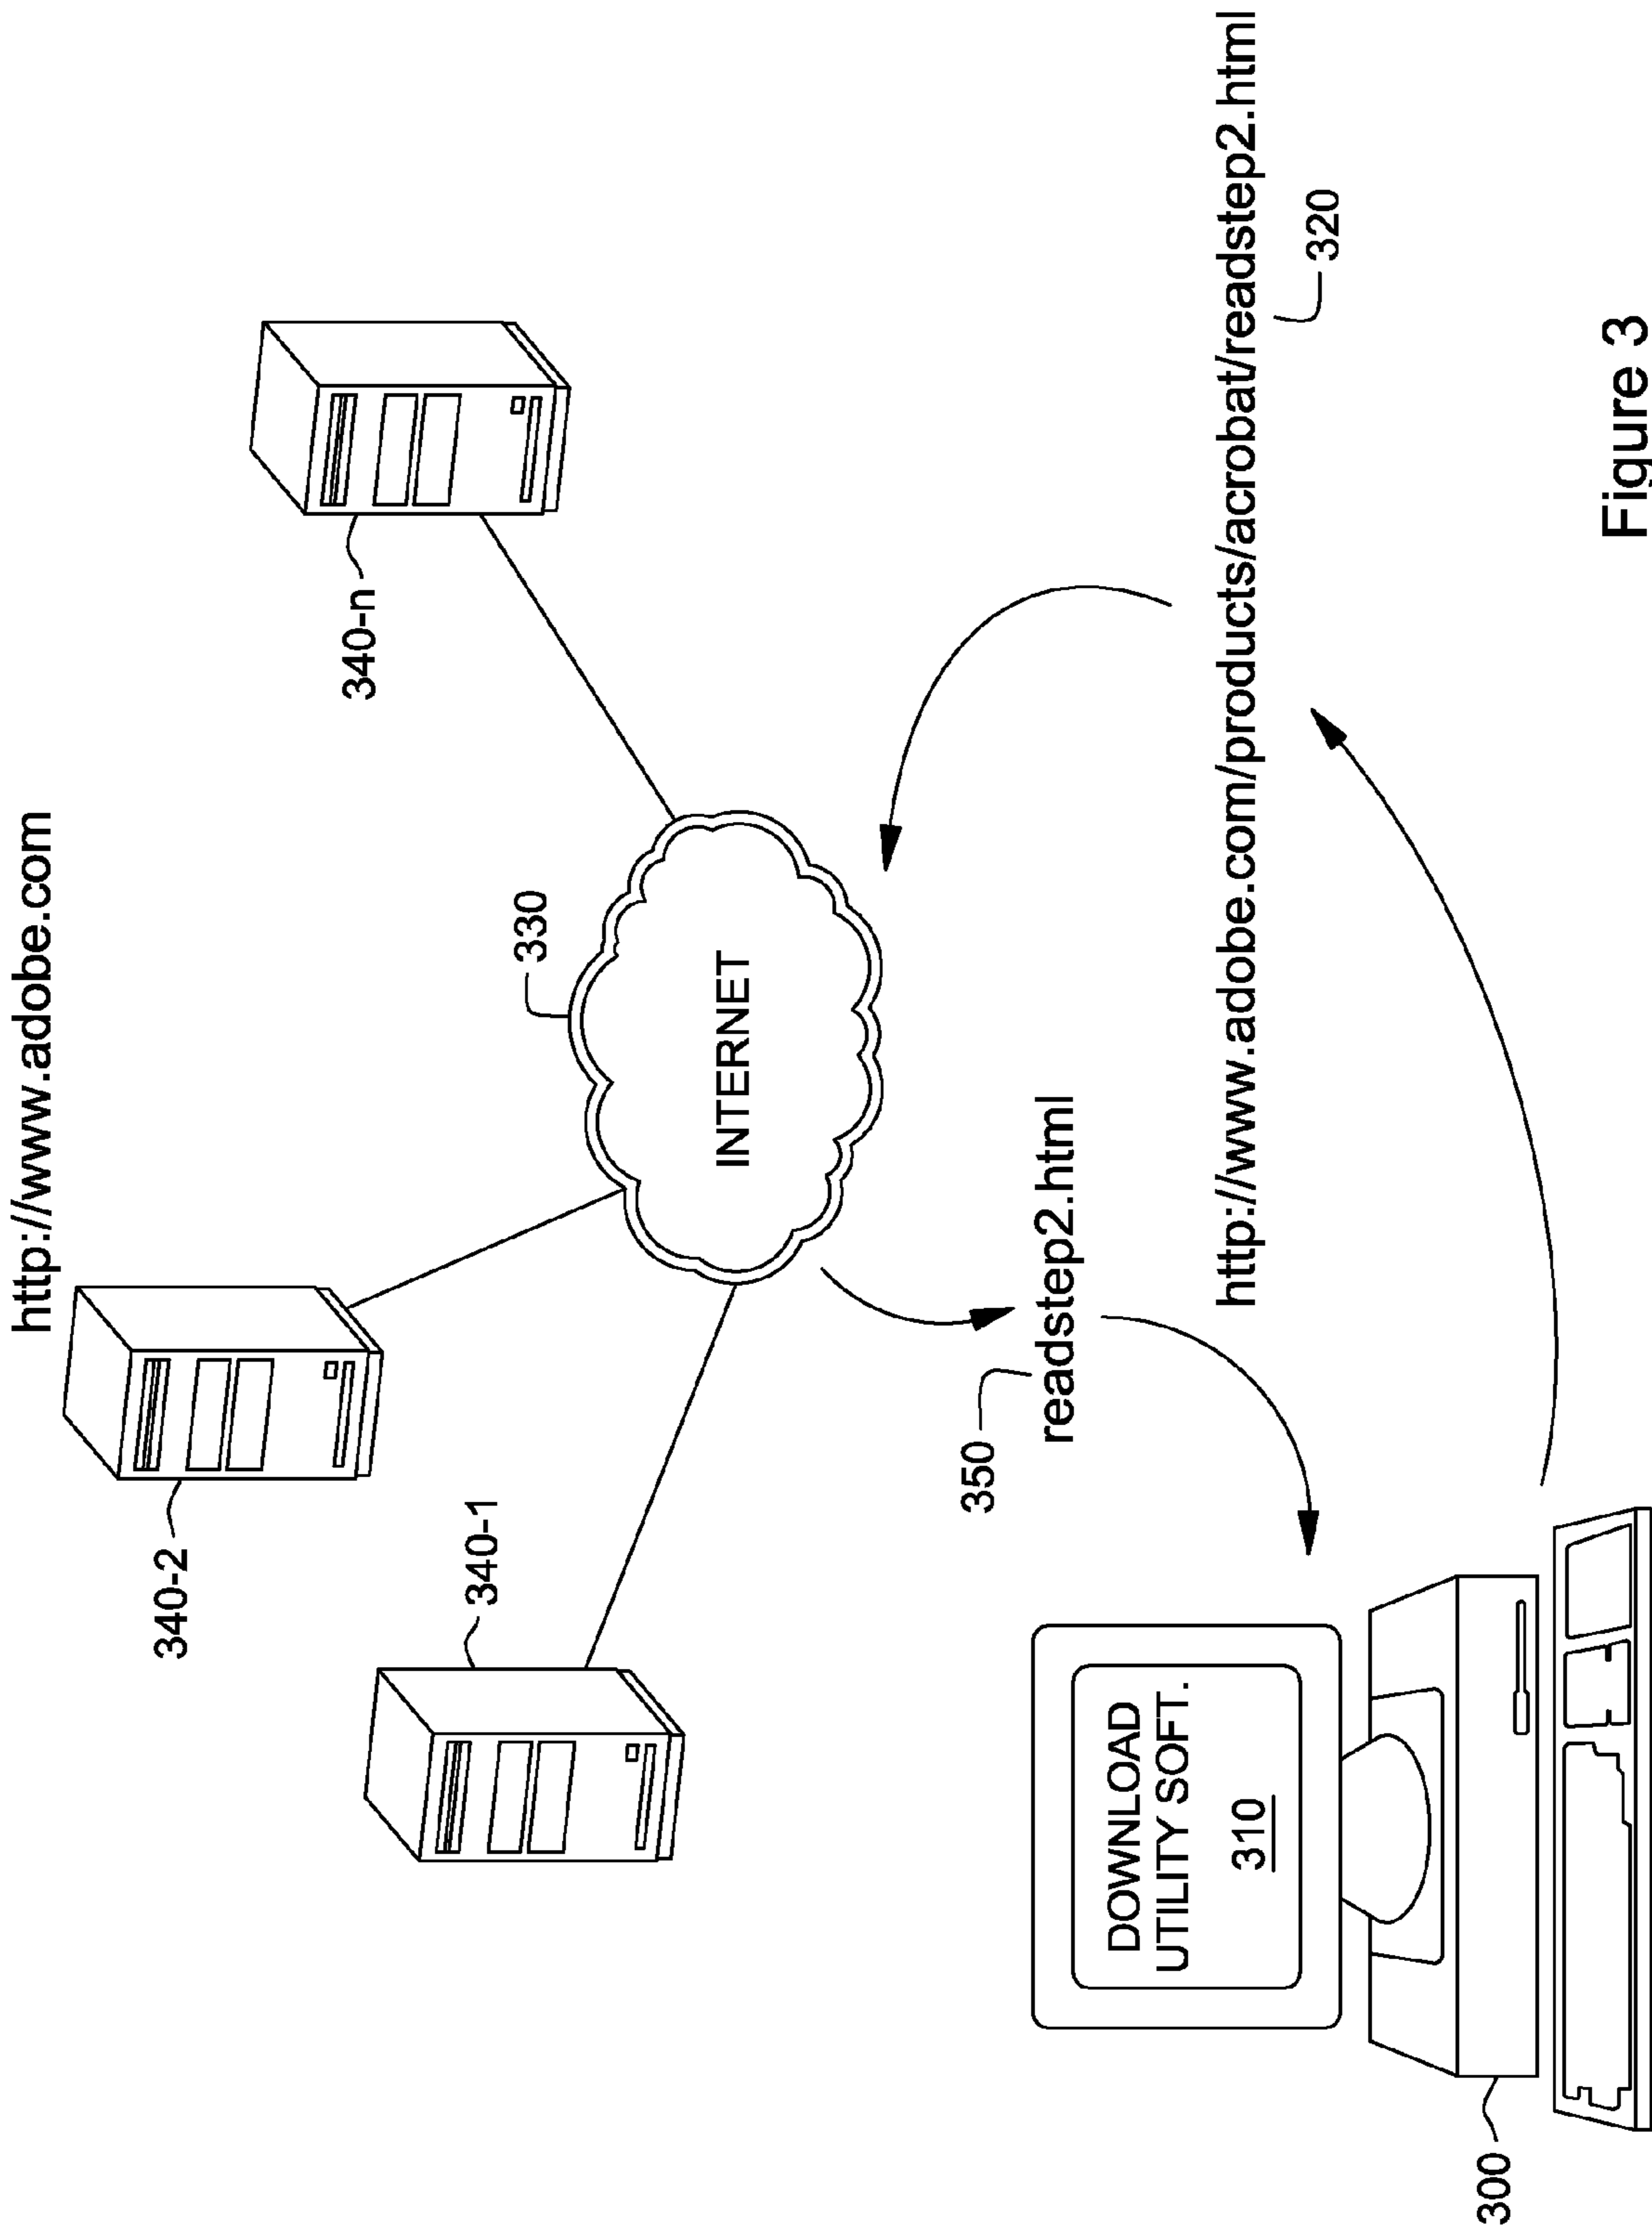 http://www.adobe.com
340-2
340-1
340-n
330
INTERNET
350
readstep2.html
DOWNLOAD
UTILITY SOFT.
310
http://www.adobe.com/products/acrobat/readstep2.html
320
300
Figure 3